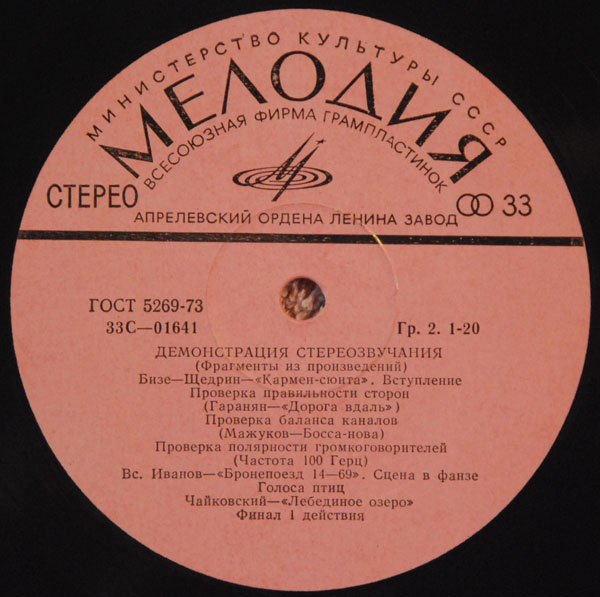 МИНИСТЕРСТВО КУЛЬТУРЫ СССР
МЕЛОДИЯ
ВСЕСОЮЗНАЯ ФИРМА ГРАМПЛАСТИНОК
СТЕРЕО
33
АПРЕЛЕВСКИЙ ОРДЕНА ЛЕНИНА ЗАВОД
ГОСТ 5269-73
33С—01641
Гр. 2. 1-20
ДЕМОНСТРАЦИЯ СТЕРЕОЗВУЧАНИЯ
(Фрагменты из произведений)
Бизе—Щедрин—«Кармен-сюита». Вступление
Проверка правильности сторон
(Гаранян—«Дорога вдаль»)
Проверка баланса каналов
(Мажуков—Босса-нова)
Проверка полярности громкоговорителей
(Частота 100 Герц)
Вс. Иванов—«Бронепоезд 14—69». Сцена в фанзе
Голоса птиц
Чайковский—«Лебединое озеро»
Финал 1 действия